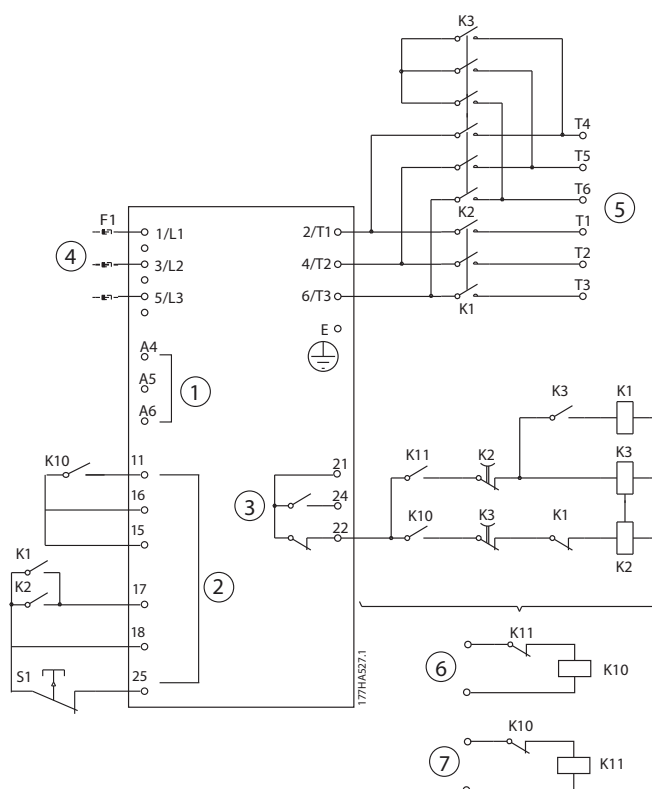 K3
T4
T5
T6
5
F1
1/L1
2/T1
K2
T1
4
3/L2
4/T2
T2
5/L3
6/T3
T3
K1
E
A4
A5
1
A6
K3
K1
K10
11
21
K11
K2
K3
16
3
24
15
22
K10
K3
K1
K1
K2
K2
17
2
18
S1
25
177HA527.1
K11
6
K10
K10
7
K11